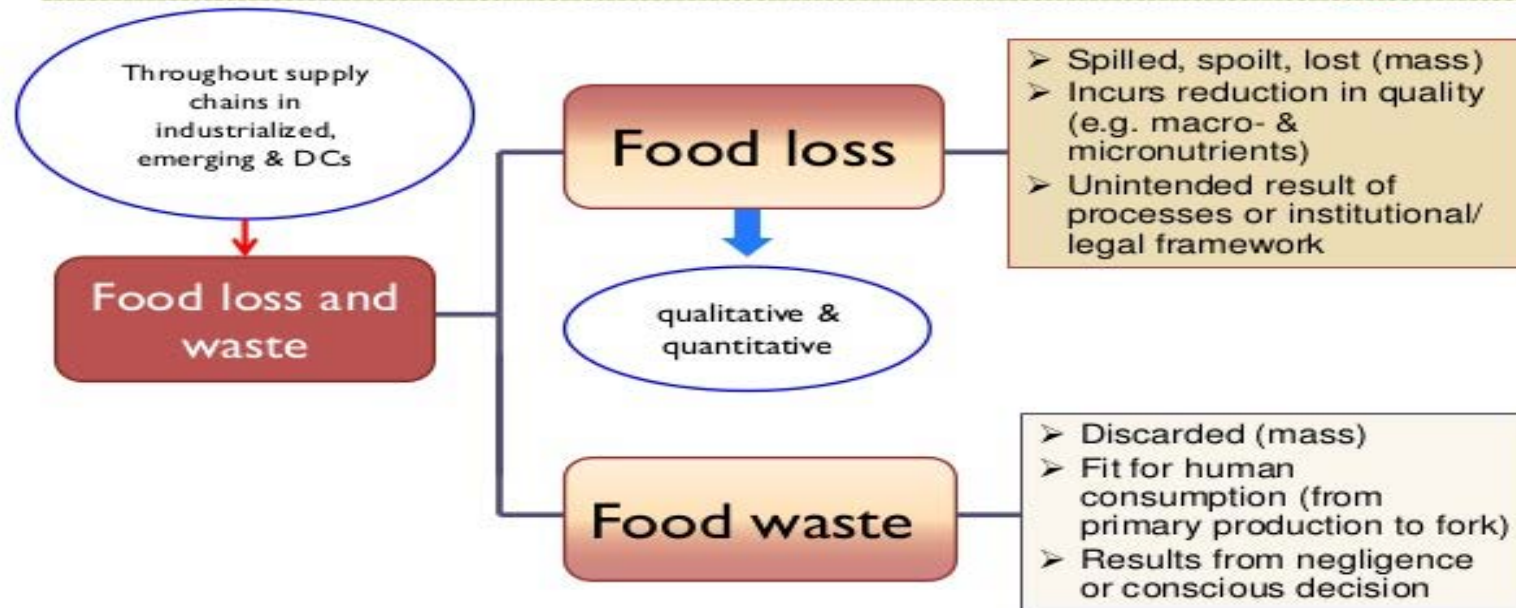 Throughout supply
chains in
industrialized,
emerging & DCs
Food loss and
waste
Food loss
qualitative &
quantitative
➢ Spilled, spoilt, lost (mass)
➢ Incurs reduction in quality
(e.g. macro- &
micronutrients)
➢ Unintended result of
processes or institutional/
legal framework
Food waste
➢ Discarded (mass)
➢ Fit for human
consumption (from
primary production to fork)
➢ Results from negligence
or conscious decision